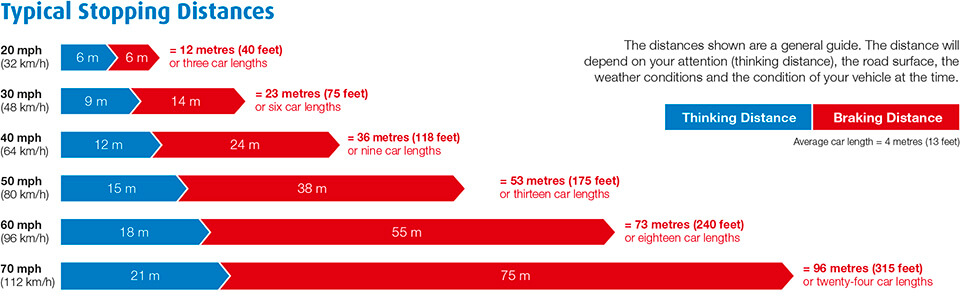 Typical Stopping Distances
20 mph
(32 km/h)
6 m
6 m
= 12 metres (40 feet)
or three car lengths
The distances shown are a general guide. The distance will
depend on your attention (thinking distance), the road surface, the
weather conditions and the condition of your vehicle at the time.
30 mph
(48 km/h)
9 m
14 m
= 23 metres (75 feet)
or six car lengths
Thinking Distance
Braking Distance
Average car length = 4 metres (13 feet)
40 mph
(64 km/h)
12 m
24 m
= 36 metres (118 feet)
or nine car lengths
50 mph
(80 km/h)
15 m
38 m
= 53 metres (175 feet)
or thirteen car lengths
60 mph
(96 km/h)
18 m
55 m
= 73 metres (240 feet)
or eighteen car lengths
70 mph
(112 km/h)
21 m
75 m
= 96 metres (315 feet)
or twenty-four car lengths